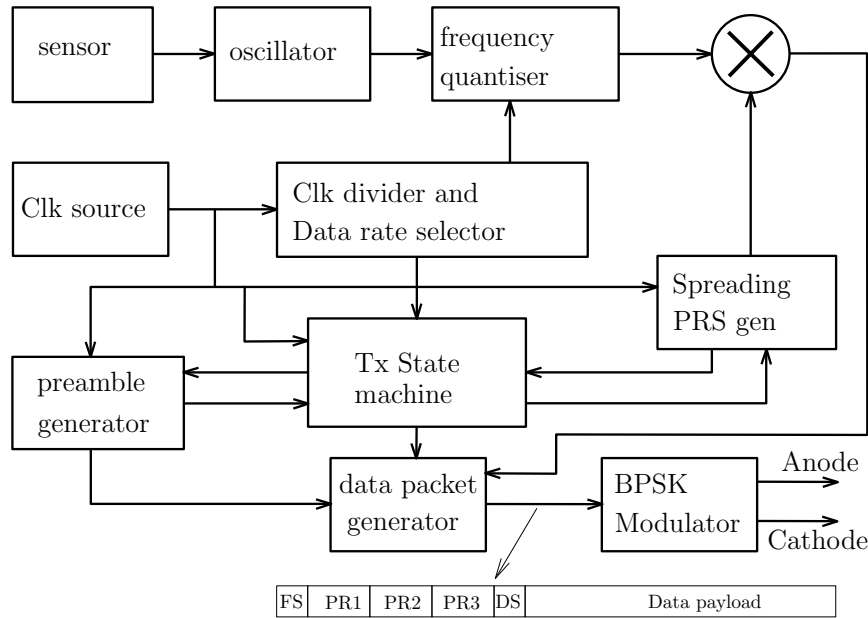 sensor
oscillator
frequency
quantiser
Clk source
Clk divider and
Data rate selector
Spreading
PRS gen
preamble
generator
Tx State
machine
data packet
generator
BPSK
Modulator
Anode
Cathode
FS PR1 PR2 PR3 DS Data payload